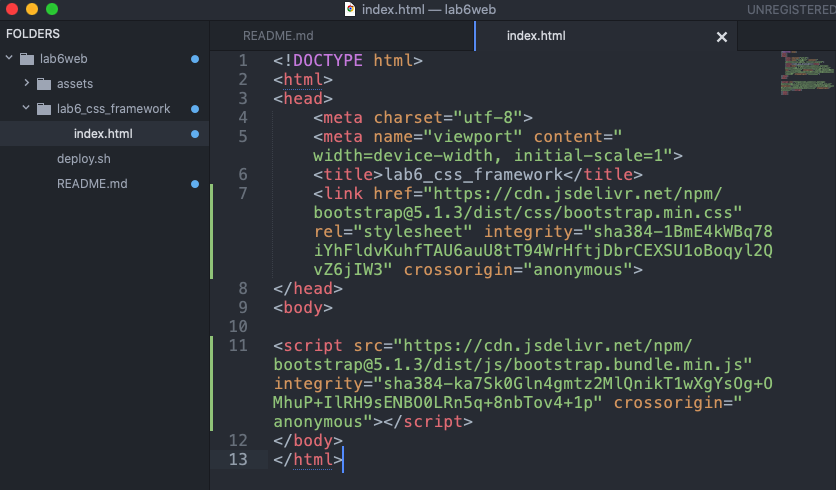 index.html — lab6web
UNREGISTERED
FOLDERS
lab6web
assets
lab6_css_framework
index.html
deploy.sh
README.md
README.md
index.html
1 <!DOCTYPE html>
2 <html>
3 <head>
4 <meta charset="utf-8">
5 <meta name="viewport" content="
width=device-width, initial-scale=1">
6 <title>lab6_css_framework</title>
7 <link href="https://cdn.jsdelivr.net/npm/
bootstrap@5.1.3/dist/css/bootstrap.min.css"
rel="stylesheet" integrity="sha384-1BmE4kWBq78
iYhFldvKuhfTAU6auU8tT94WrHftjDbrCEXSU1oBoqyl2Q
vZ6jIW3" crossorigin="anonymous">
8 </head>
9 <body>
10
11 <script src="https://cdn.jsdelivr.net/npm/
bootstrap@5.1.3/dist/js/bootstrap.bundle.min.js"
integrity="sha384-ka7Sk0Gln4gmtz2MlQnikT1wXgYsOg+O
MhuP+IlRH9sENBO0LRn5q+8nbTov4+1p" crossorigin="
anonymous"></script>
12 </body>
13 </html>